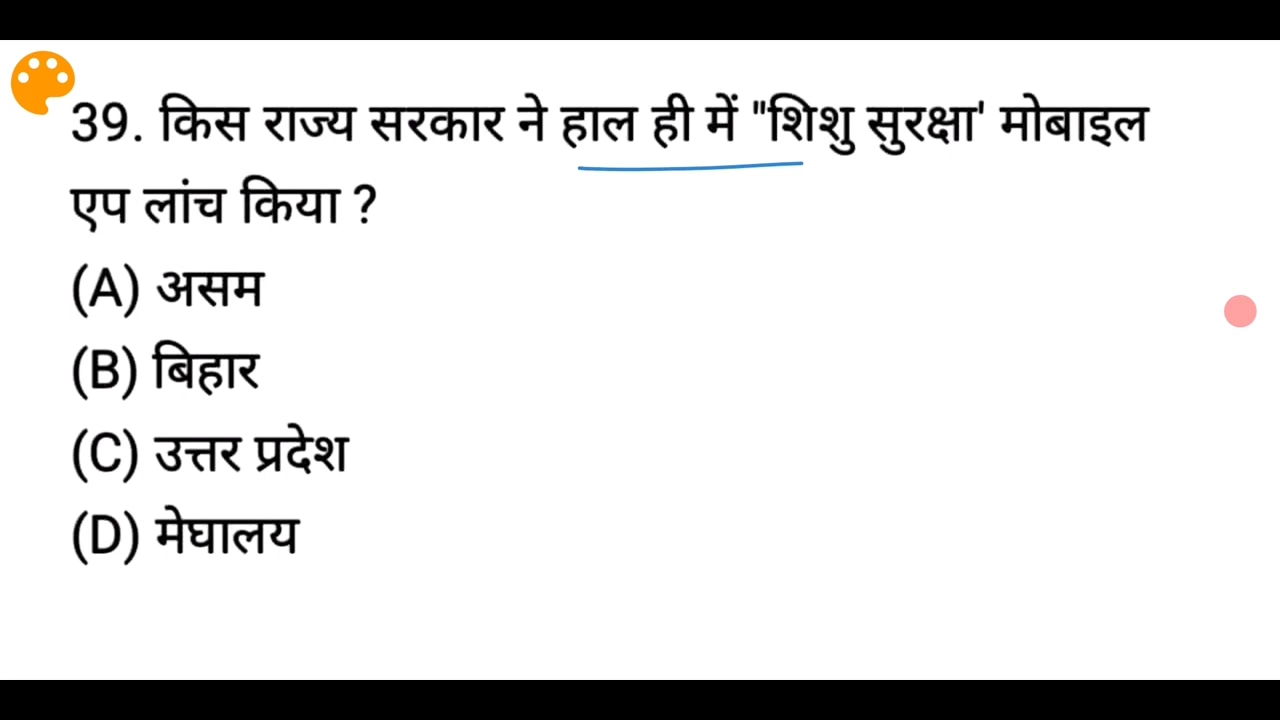 39. किस राज्य सरकार ने हाल ही में "शिशु सुरक्षा' मोबाइल
एप लांच किया ?
(A) असम
(B) बिहार
(C) उत्तर प्रदेश
(D) मेघालय